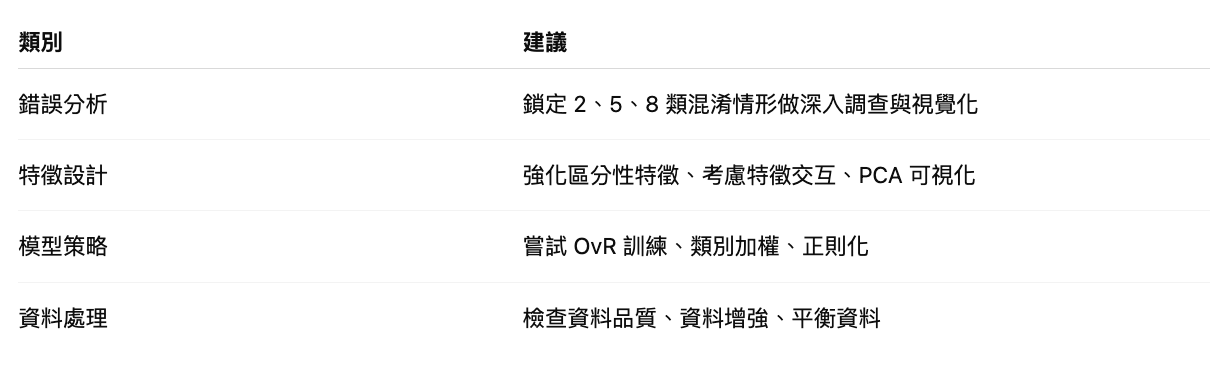 類別 建議
錯誤分析 鎖定 2、5、8 類混淆情形做深入調查與視覺化
特徵設計 強化區分性特徵、考慮特徵交互、PCA 可視化
模型策略 嘗試 OvR 訓練、類別加權、正則化
資料處理 檢查資料品質、資料增強、平衡資料